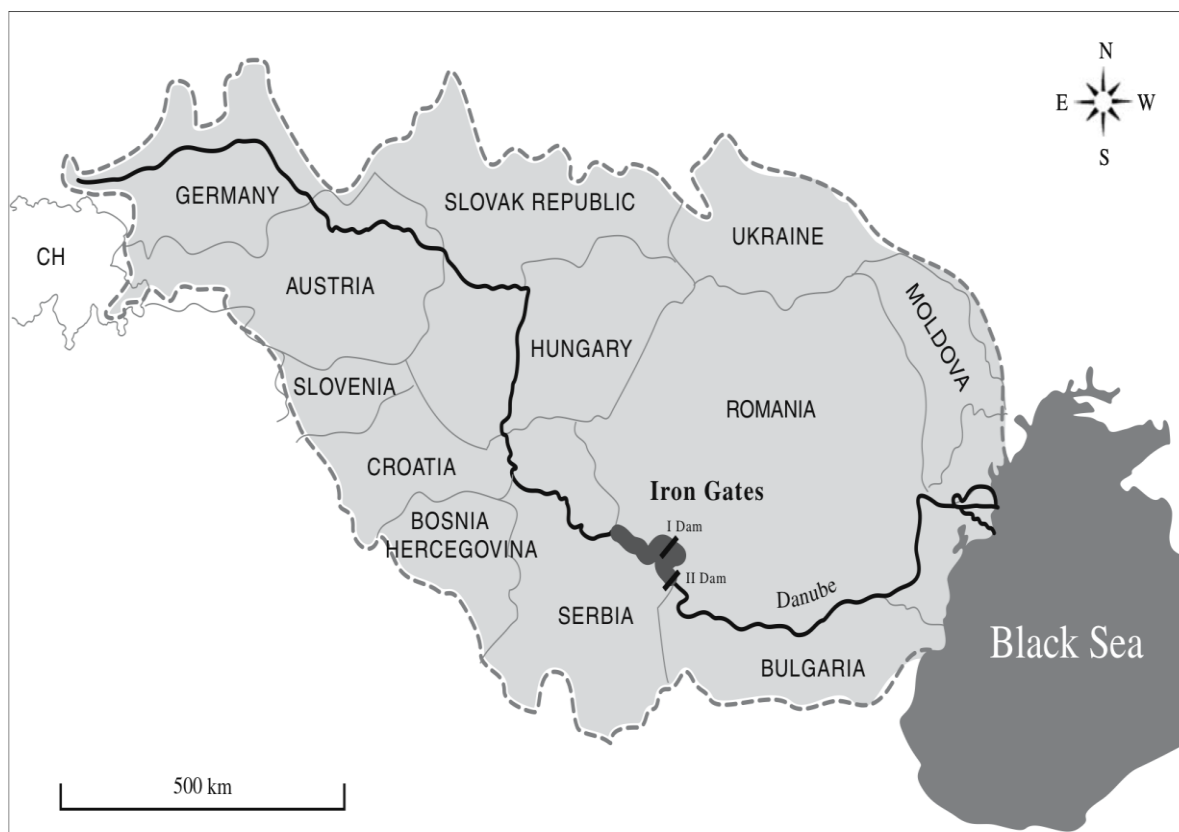 N
E W
S
GERMANY
SLOVAK REPUBLIC
UKRAINE
CH
AUSTRIA
MOLDOVA
HUNGARY
SLOVENIA
ROMANIA
CROATIA
Iron Gates
BOSNIA
HERCEGOVINA
I Dam
II Dam
Danube
SERBIA
Black Sea
BULGARIA
500 km